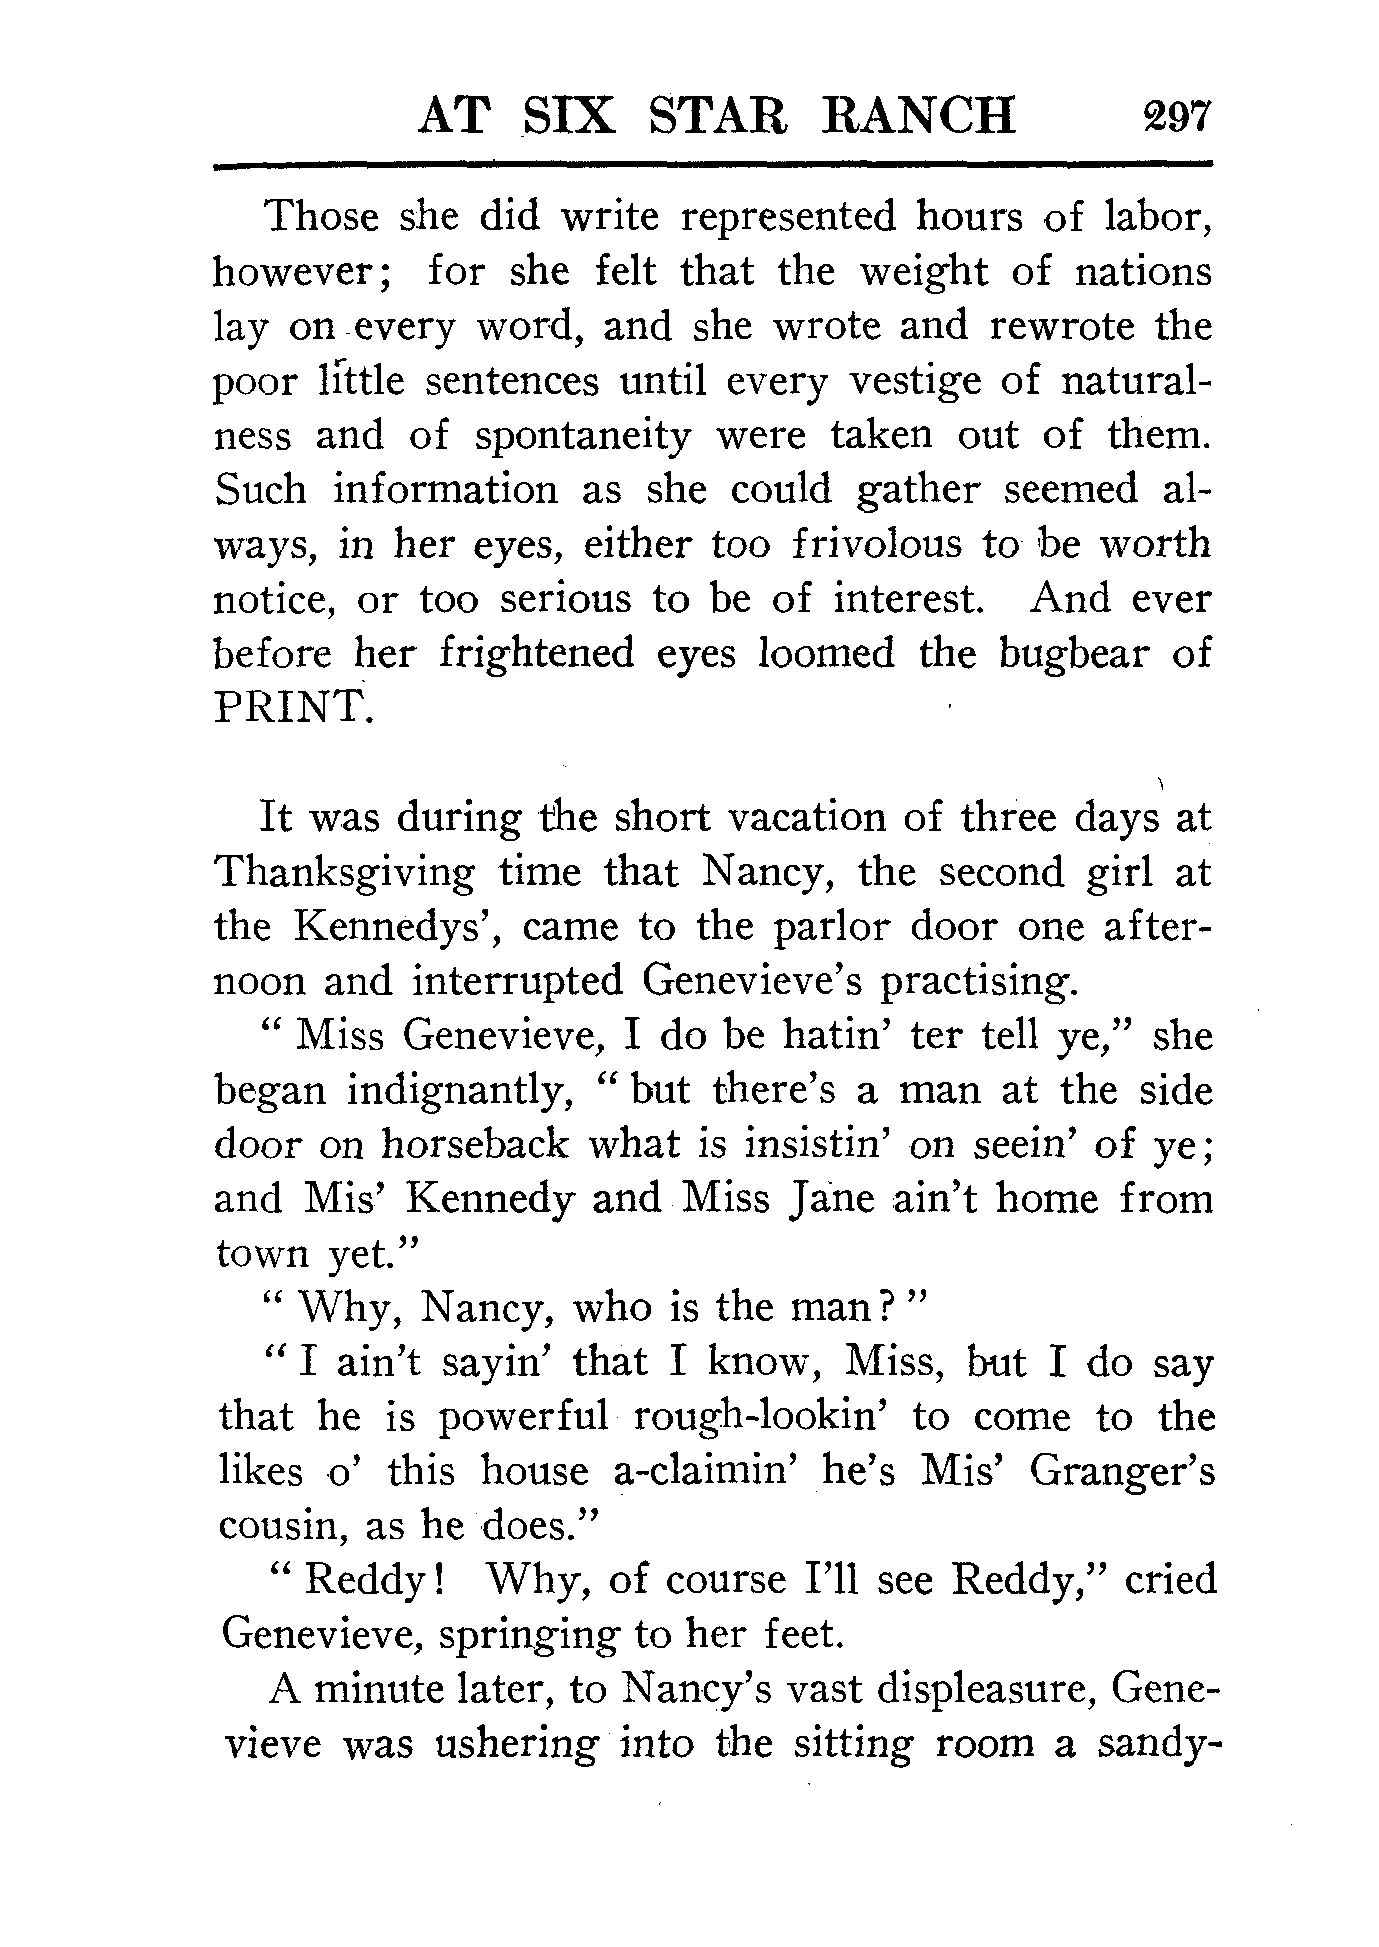 AT SIX STAR RANCH 297
Those she did write represented hours of labor,
however; for she felt that the weight of nations
lay on every word, and she wrote and rewrote the
poor little sentences until every vestige of natural-
ness and of spontaneity were taken out of them.
Such information as she could gather seemed al-
ways, in her eyes, either too frivolous to be worth
notice, or too serious to be of interest. And ever
before her frightened eyes loomed the bugbear of
PRINT.
It was during the short vacation of three days at
Thanksgiving time that Nancy, the second girl at
the Kennedys', came to the parlor door one after-
noon and interrupted Genevieve's practising.
“ Miss Genevieve, I do be hatin' ter tell ye,” she
began indignantly, “ but there's a man at the side
door on horseback what is insistin' on seein' of ye;
and Mis' Kennedy and Miss Jane ain't home from
town yet.”
“ Why, Nancy, who is the man? ”
“ I ain't sayin' that I know, Miss, but I do say
that he is powerful rough-lookin' to come to the
likes o' this house a-claimin' he's Mis' Granger's
cousin, as he does.”
“ Reddy! Why, of course I'll see Reddy,” cried
Genevieve, springing to her feet.
A minute later, to Nancy's vast displeasure, Gene-
vieve was ushering into the sitting room a sandy-